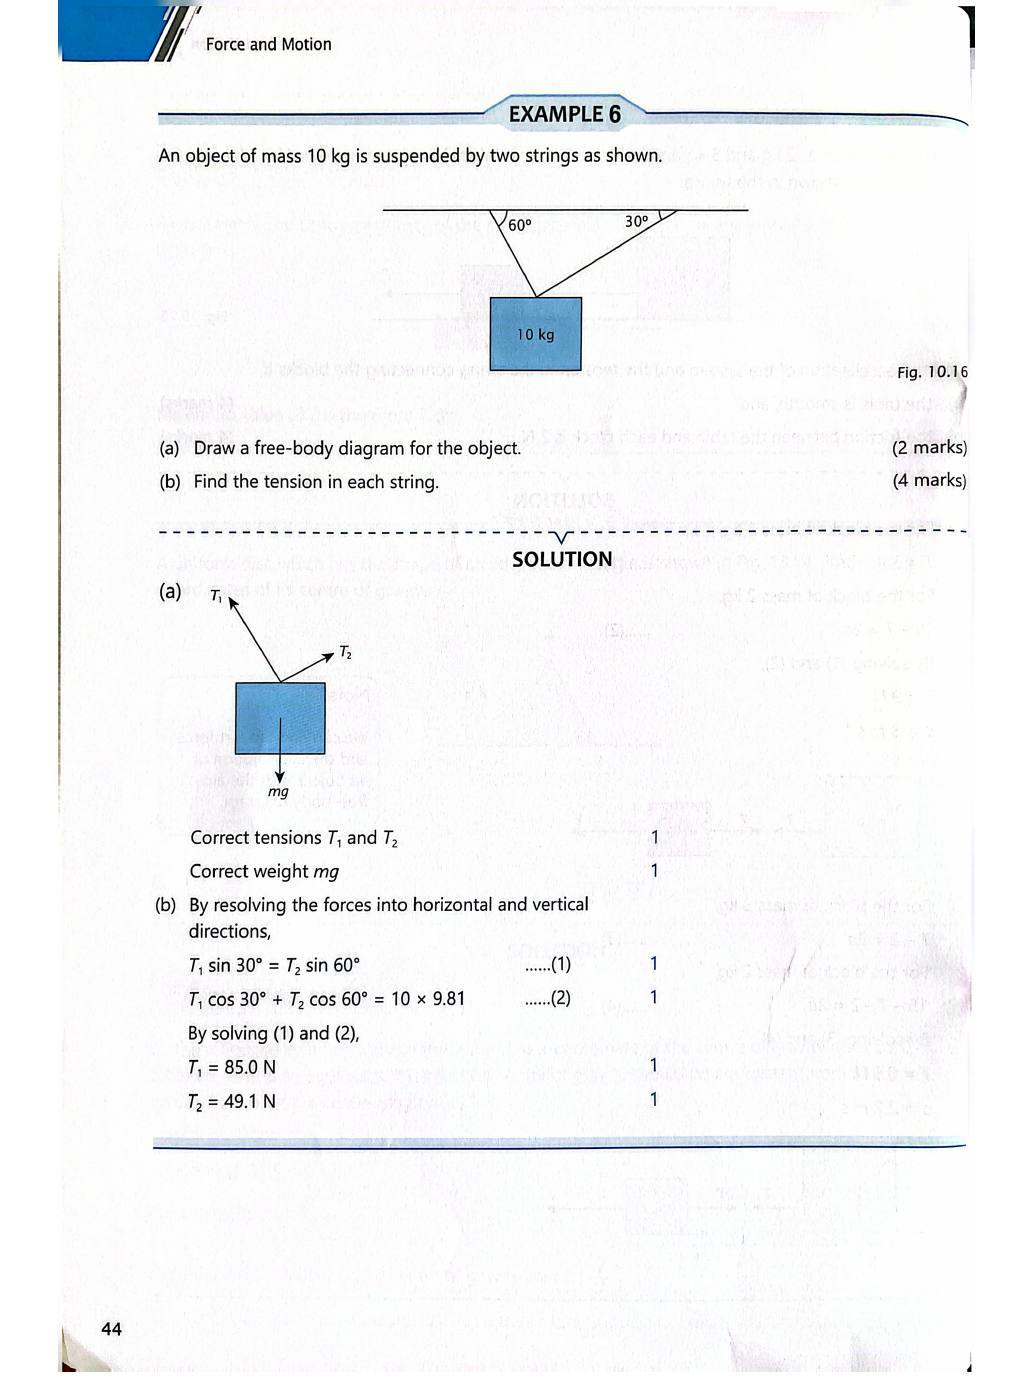 Force and Motion
EXAMPLE 6
An object of mass 10 kg is suspended by two strings as shown.
60° 30°
10 kg
Fig. 10.16
(a) Draw a free-body diagram for the object. (2 marks)
(b) Find the tension in each string. (4 marks)
SOLUTION
(a) T₁
T₂
mg
Correct tensions T₁ and T₂ 1
Correct weight mg 1
(b) By resolving the forces into horizontal and vertical
directions,
T₁ sin 30° = T₂ sin 60° ......(1) 1
T₁ cos 30° + T₂ cos 60° = 10 × 9.81 ......(2) 1
By solving (1) and (2),
T₁ = 85.0 N 1
T₂ = 49.1 N 1
44